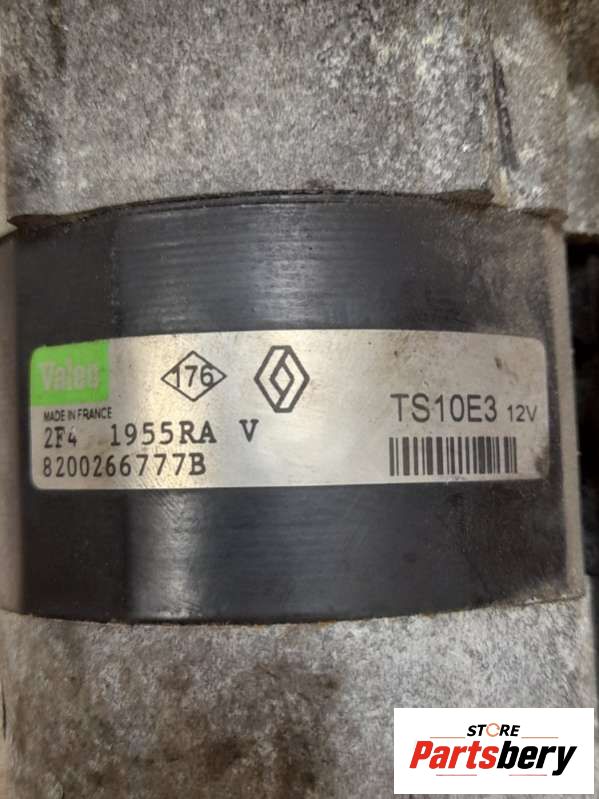 Valeo
176
TS10E3 12V
MADE IN FRANCE
2F4 1955RA V
8200266777B
STORE
Partsbery